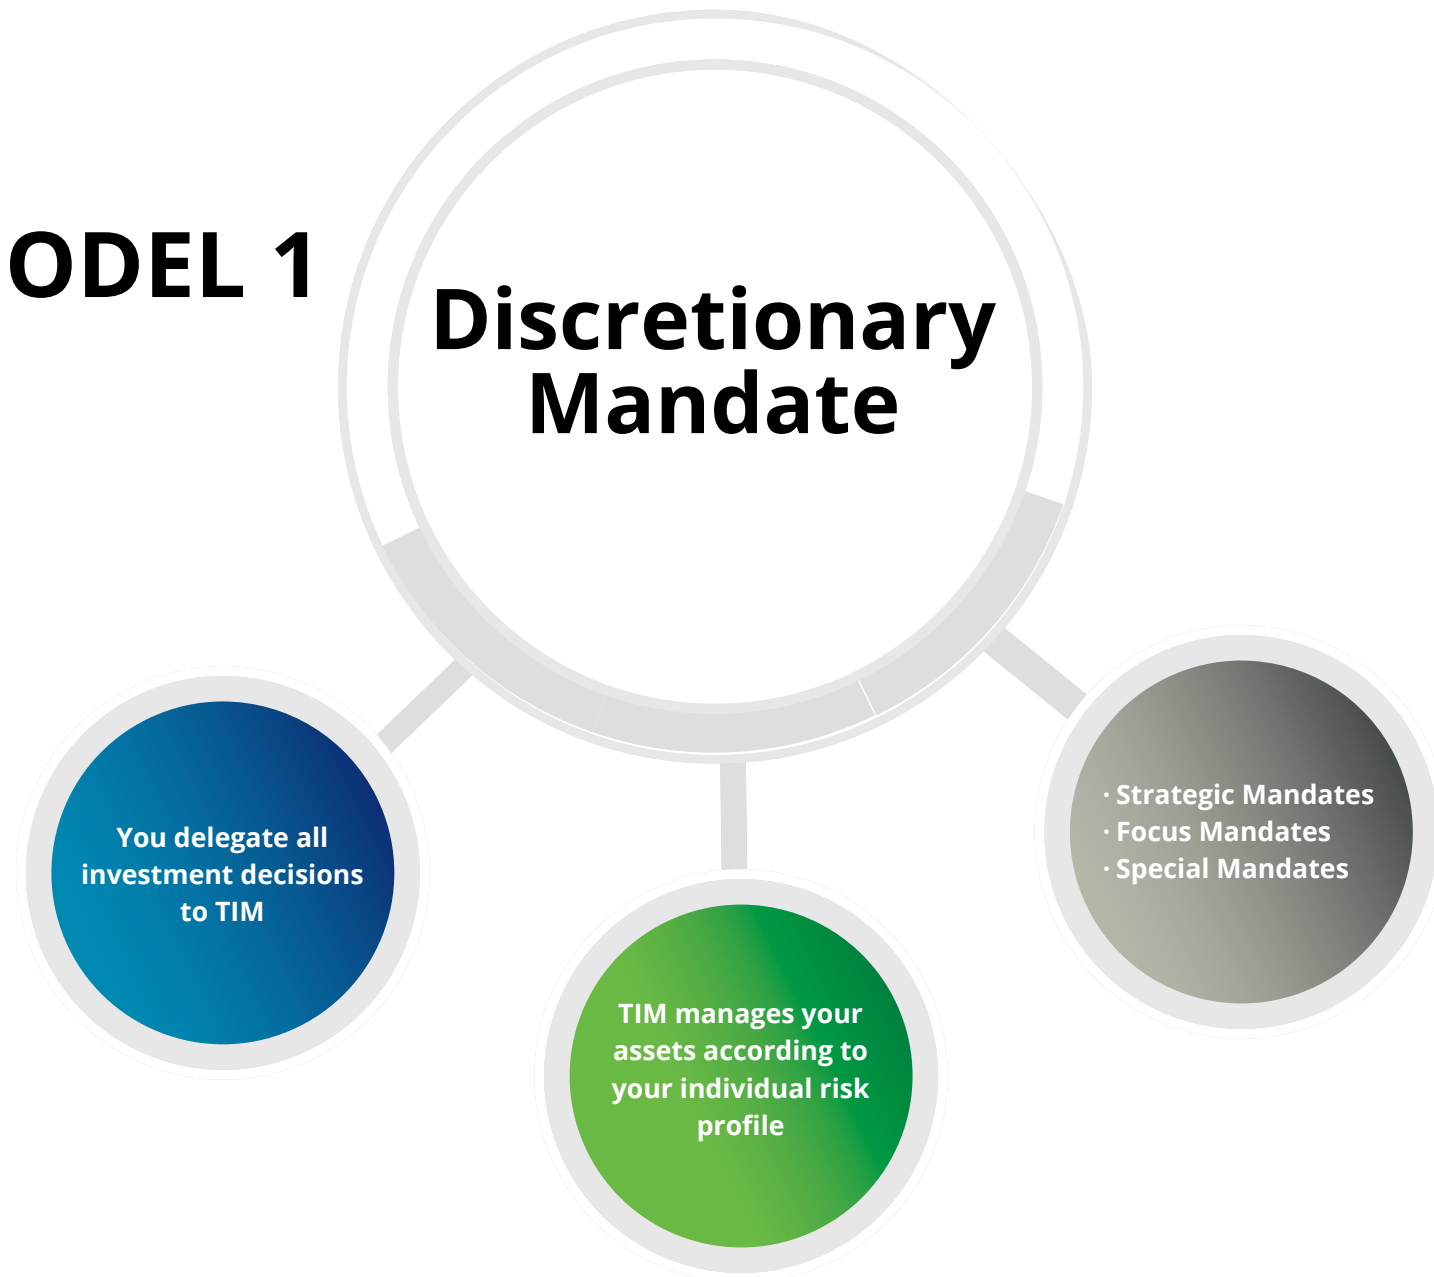 ODEL 1
Discretionary
Mandate
You delegate all
investment decisions
to TIM
TIM manages your
assets according to
your individual risk
profile
· Strategic Mandates
· Focus Mandates
· Special Mandates